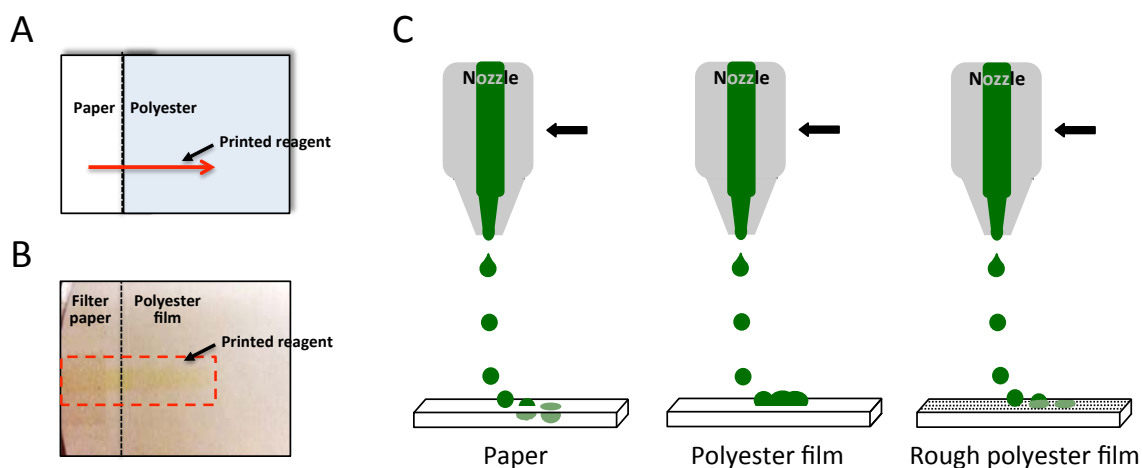 A
Paper Polyester
Printed reagent
B
Filter paper
Polyester film
Printed reagent
C
Nozzle Nozzle Nozzle
Paper Polyester film Rough polyester film